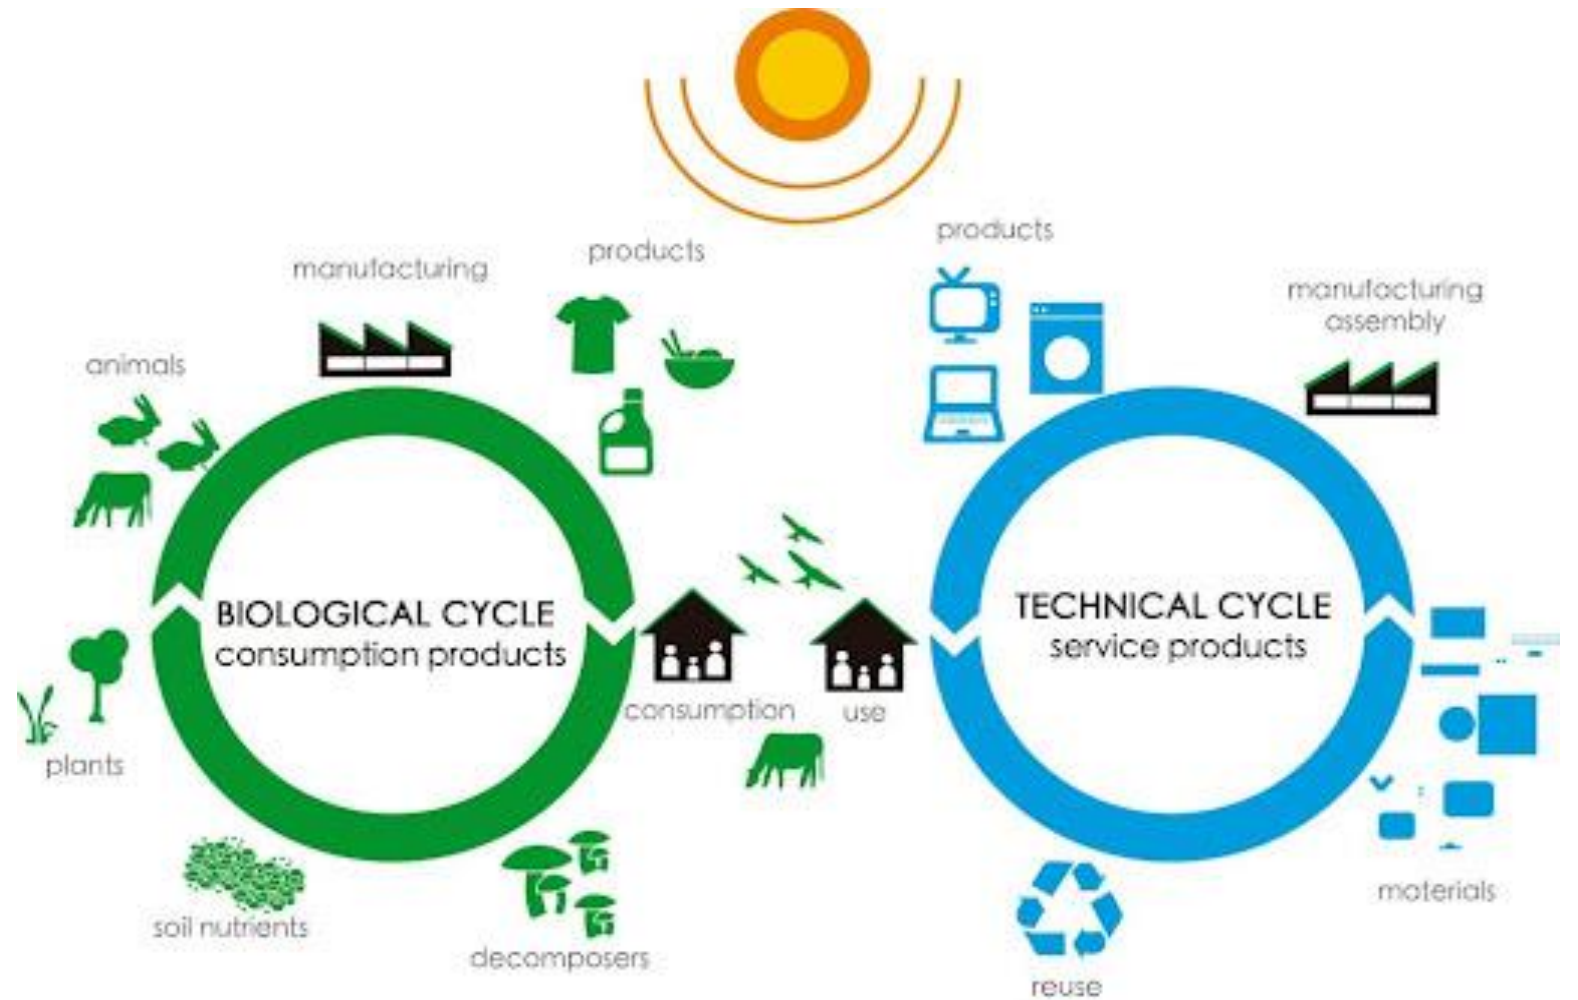 products
products
manufacturing
manufacturing
assembly
animals
BIOLOGICAL CYCLE
consumption products
TECHNICAL CYCLE
service products
consumption
use
plants
materials
soil nutrients
decomposers
reuse